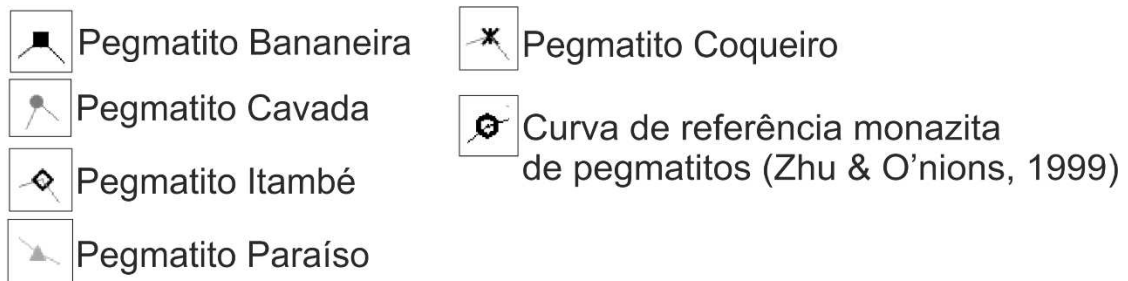 Pegmatito Bananeira
Pegmatito Cavada
Pegmatito Itambé
Pegmatito Paraíso
Pegmatito Coqueiro
Curva de referência monazita
de pegmatitos (Zhu & O'nions, 1999)